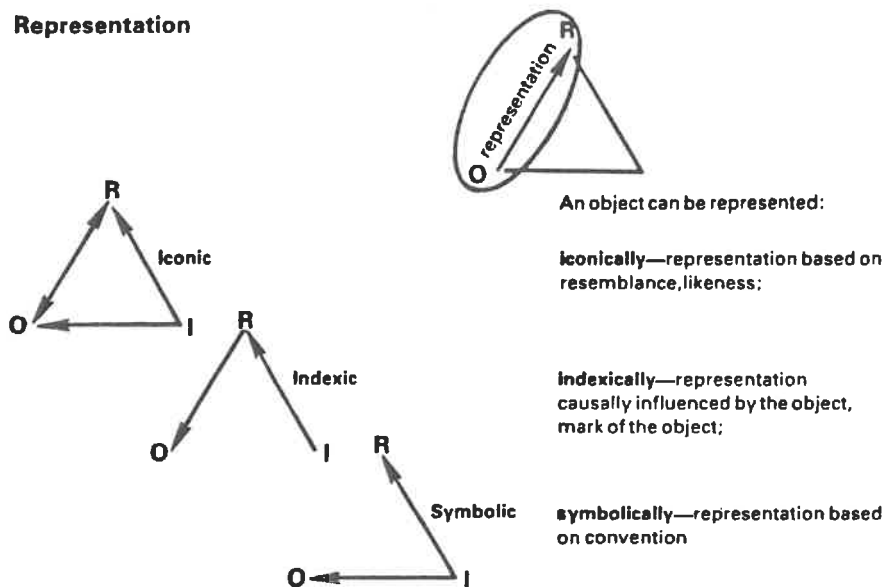 Representation
R
representation
O
An object can be represented:
iconically—representation based on
resemblance, likeness;
R
Iconic
O
I
R
Indexic
O
I
indexically—representation
causally influenced by the object,
mark of the object;
R
Symbolic
O
I
symbolically—representation based
on convention